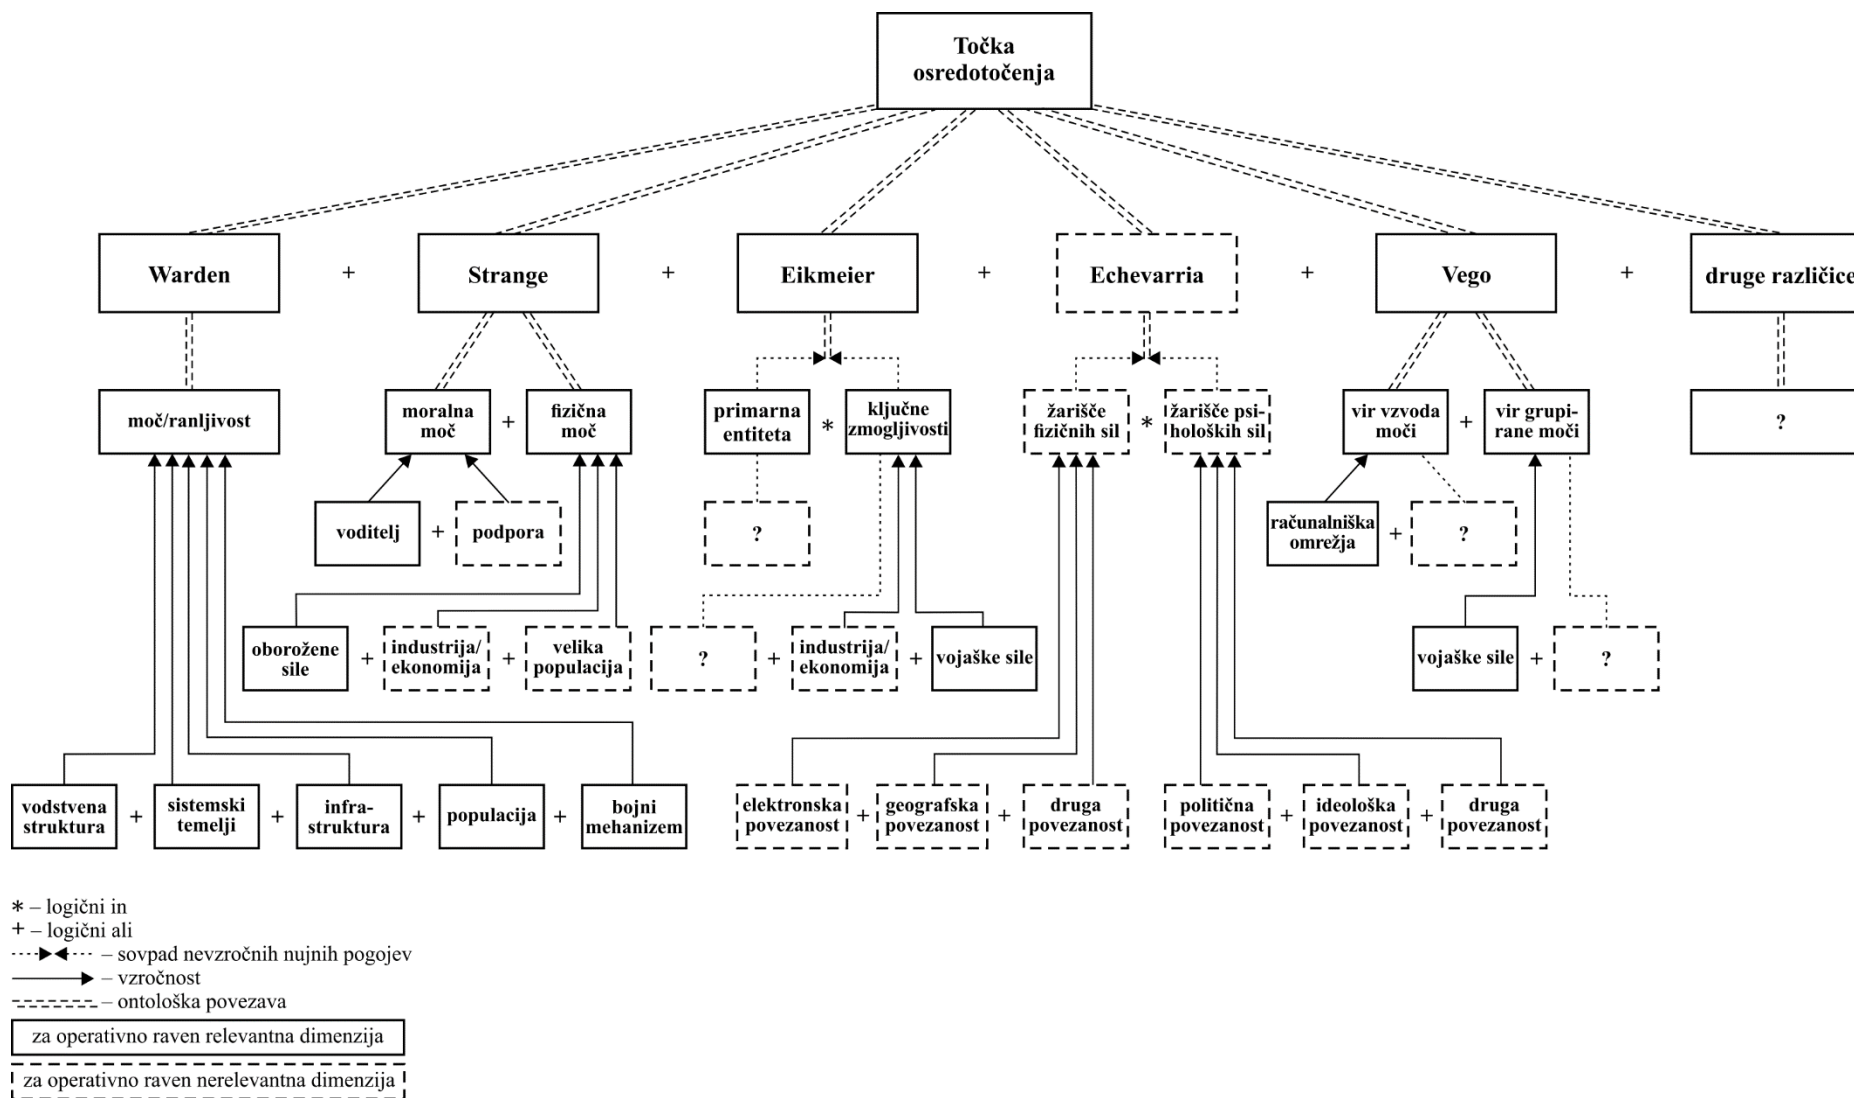 Točka
osredotočenja
Warden
+
Strange
+
Eikmeier
+
Echevarria
+
Vego
+
druge različice
moč/ranljivost
moralna
moč
+
fizična
moč
primarna
entiteta
*
ključne
zmogljivosti
žarišče
fizičnih sil
*
žarišče psi-
holoških sil
vir vzvoda
moči
+
vir grupi-
rane moči
?
voditelj
+
podpora
?
računalniška
omrežja
+
?
oborožene
sile
+
industrija/
ekonomija
+
velika
populacija
?
+
industrija/
ekonomija
+
vojaške sile
vojaške sile
+
?
vodstvena
struktura
+
sistemski
temelji
+
infra-
struktura
+
populacija
+
bojni
mehanizem
elektronska
povezanost
+
geografska
povezanost
+
druga
povezanost
politična
povezanost
+
ideološka
povezanost
+
druga
povezanost
* – logični in
+ – logični ali
– sovpad nevzročnih nujnih pogojev
– vzročnost
– ontološka povezava
za operativno raven relevantna dimenzija
za operativno raven nerelevantna dimenzija